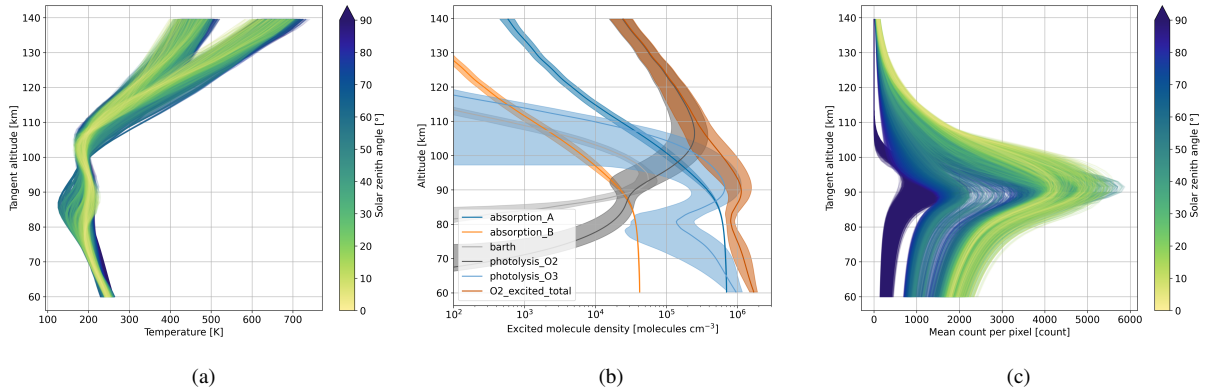 140
130
120
110
100
90
80
70
60
Tangent altitude [km]
100 200 300 400 500 600 700
Temperature [K]
90
80
70
60
50
40
30
20
10
0
Solar zenith angle [°]
(a)
140
130
120
110
100
90
80
70
60
Altitude [km]
absorption_A
absorption_B
barth
photolysis_O2
photolysis_O3
O2_excited_total
10² 10³ 10⁴ 10⁵ 10⁶
Excited molecule density [molecules cm⁻³]
(b)
140
130
120
110
100
90
80
70
60
Tangent altitude [km]
0 1000 2000 3000 4000 5000 6000
Mean count per pixel [count]
90
80
70
60
50
40
30
20
10
0
Solar zenith angle [°]
(c)